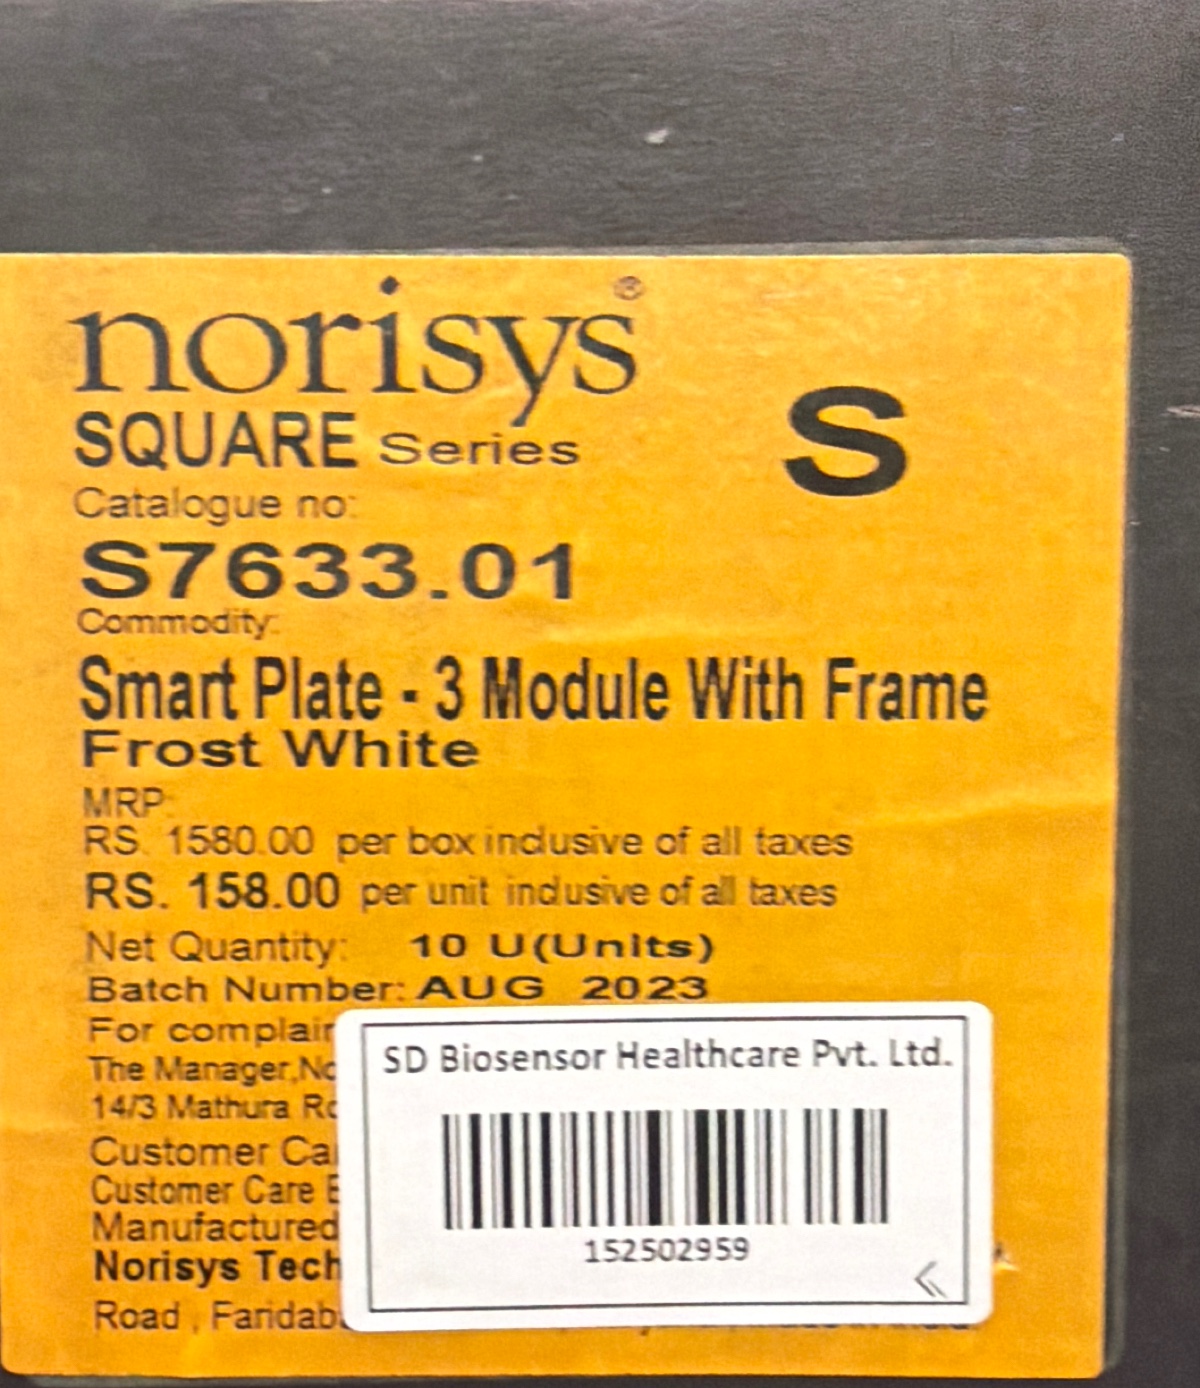 norisys®
SQUARE Series
S
Catalogue no:
S7633.01
Commodity:
Smart Plate - 3 Module With Frame
Frost White
MRP:
RS. 1580.00 per box inclusive of all taxes
RS. 158.00 per unit inclusive of all taxes
Net Quantity: 10 U(Units)
Batch Number: AUG 2023
For complain
The Manager,No
14/3 Mathura Ro
Customer Ca
Customer Care E
Manufactured
Norisys Tech
Road , Faridab
SD Biosensor Healthcare Pvt. Ltd.
152502959